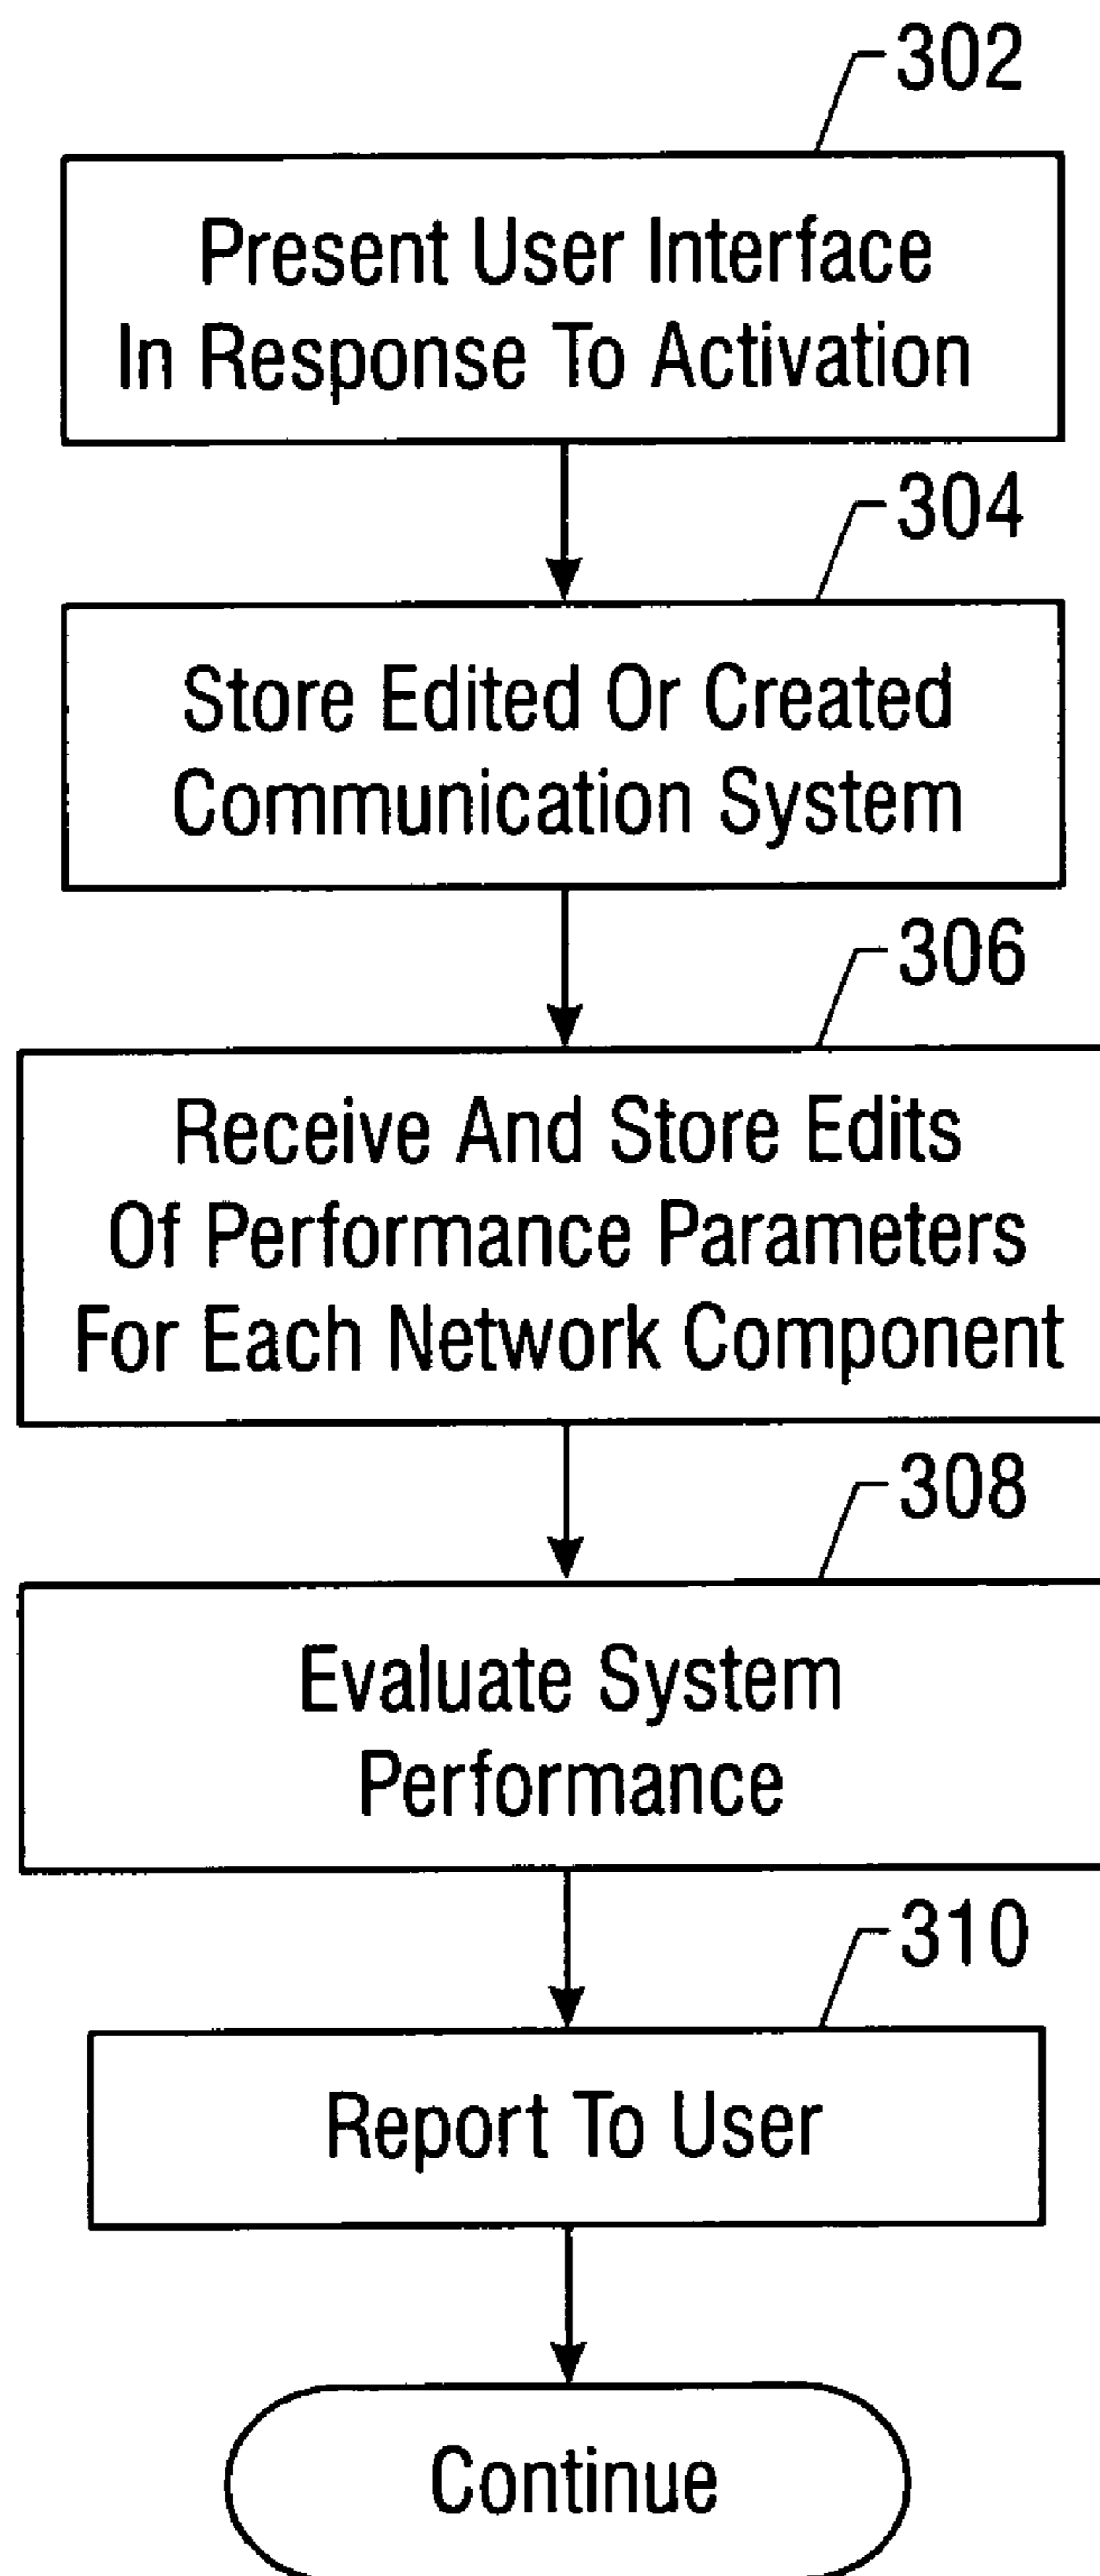 302
Present User Interface
In Response To Activation
304
Store Edited Or Created
Communication System
306
Receive And Store Edits
Of Performance Parameters
For Each Network Component
308
Evaluate System
Performance
310
Report To User
Continue